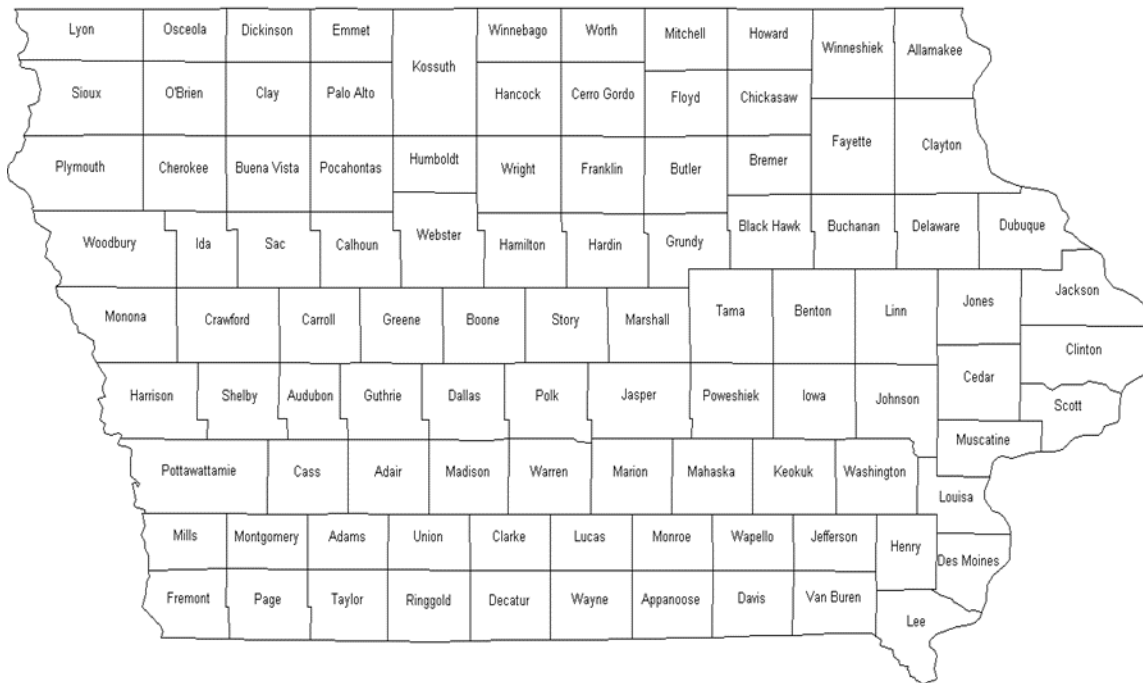 Lyon Osceola Dickinson Emmet Winnebago Worth Mitchell Howard
Kossuth Winneshiek Allamakee
Sioux O'Brien Clay Palo Alto Hancock Cerro Gordo Floyd Chickasaw
Plymouth Cherokee Buena Vista Pocahontas Humboldt Wright Franklin Butler Bremer Fayette Clayton
Woodbury Ida Sac Calhoun Webster Hamilton Hardin Grundy Black Hawk Buchanan Delaware Dubuque
Monona Crawford Carroll Greene Boone Story Marshall Tama Benton Linn Jones Jackson
Clinton
Harrison Shelby Audubon Guthrie Dallas Polk Jasper Poweshiek Iowa Johnson Cedar Scott
Muscatine
Pottawattamie Cass Adair Madison Warren Marion Mahaska Keokuk Washington
Louisa
Mills Montgomery Adams Union Clarke Lucas Monroe Wapello Jefferson Henry Des Moines
Fremont Page Taylor Ringgold Decatur Wayne Appanoose Davis Van Buren Lee